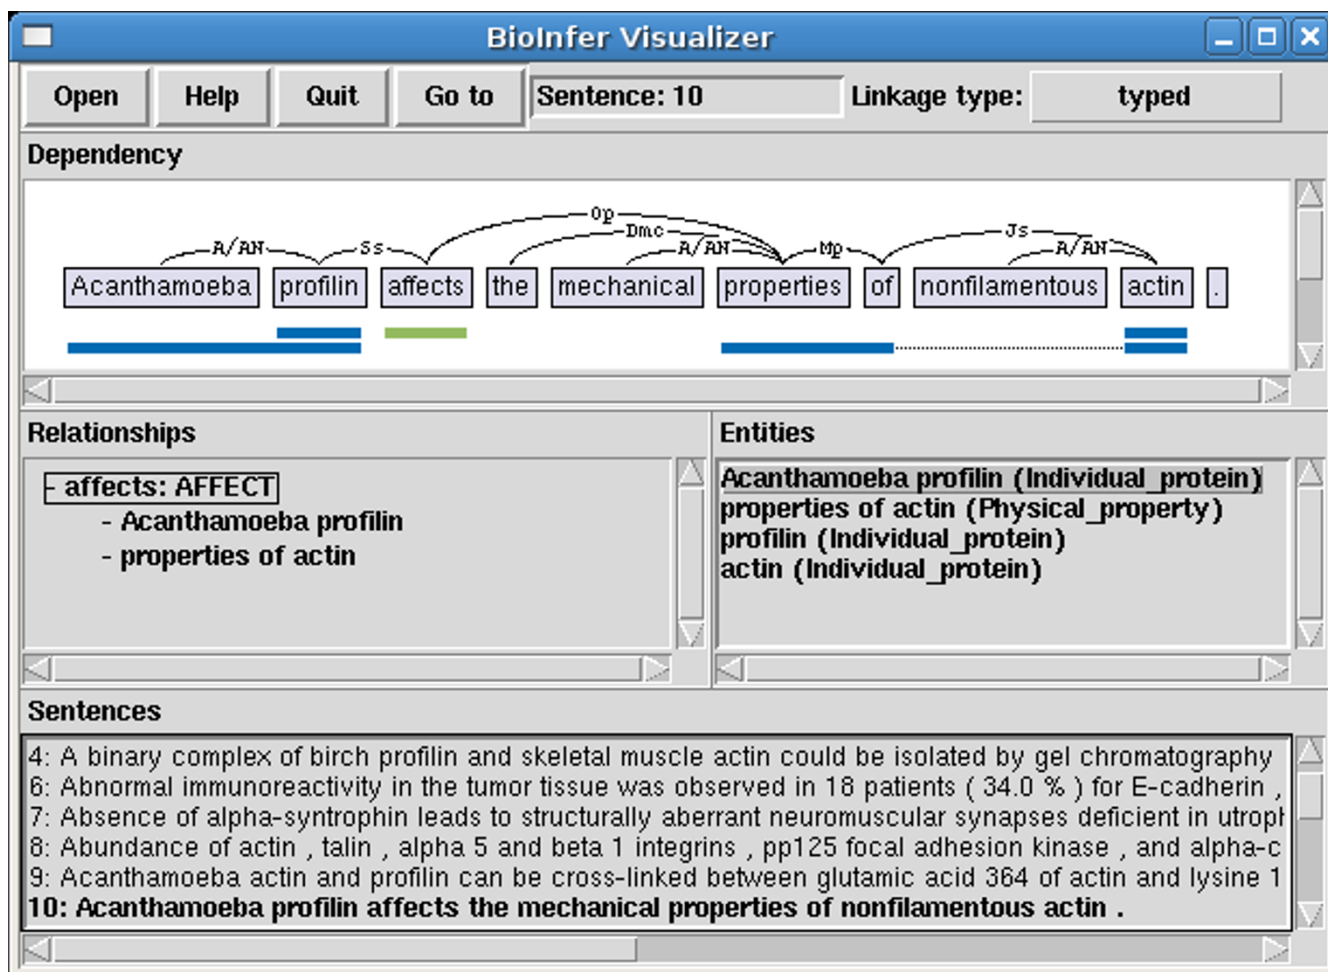 BioInfer Visualizer
Open Help Quit Go to Sentence: 10 Linkage type: typed
Dependency
Op
Dmc
Js
A/AN Ss A/AN Mp A/AN
Acanthamoeba profilin affects the mechanical properties of nonfilamentous actin .
Relationships
- affects: AFFECT
- Acanthamoeba profilin
- properties of actin
Entities
Acanthamoeba profilin (Individual_protein)
properties of actin (Physical_property)
profilin (Individual_protein)
actin (Individual_protein)
Sentences
4: A binary complex of birch profilin and skeletal muscle actin could be isolated by gel chromatography
6: Abnormal immunoreactivity in the tumor tissue was observed in 18 patients ( 34.0 % ) for E-cadherin ,
7: Absence of alpha-syntrophin leads to structurally aberrant neuromuscular synapses deficient in utroph
8: Abundance of actin , talin , alpha 5 and beta 1 integrins , pp125 focal adhesion kinase , and alpha-c
9: Acanthamoeba actin and profilin can be cross-linked between glutamic acid 364 of actin and lysine 1
10: Acanthamoeba profilin affects the mechanical properties of nonfilamentous actin .